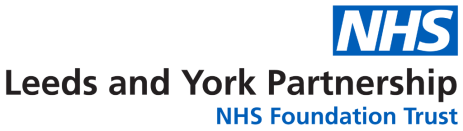 NHS
Leeds and York Partnership
NHS Foundation Trust